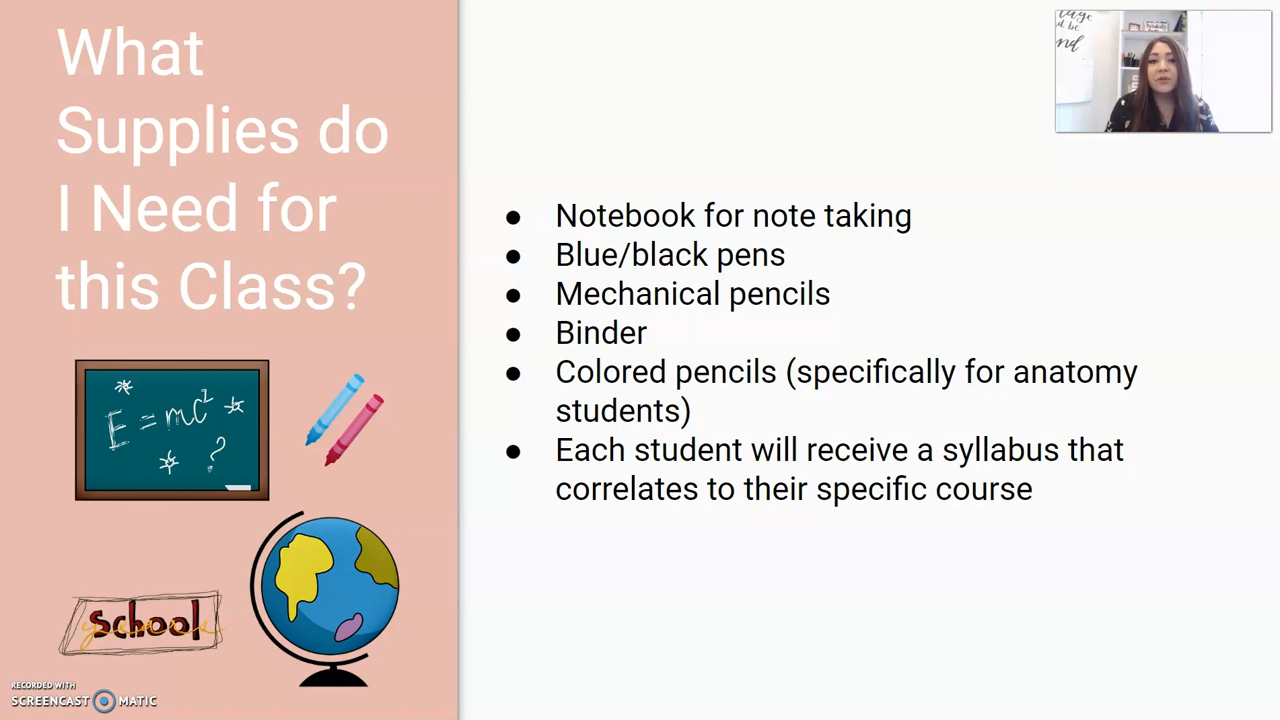 What
Supplies do
I Need for
this Class?
● Notebook for note taking
● Blue/black pens
● Mechanical pencils
● Binder
● Colored pencils (specifically for anatomy
students)
● Each student will receive a syllabus that
correlates to their specific course
E = mc²
?
school
RECORDED WITH
SCREENCAST MATIC
nd